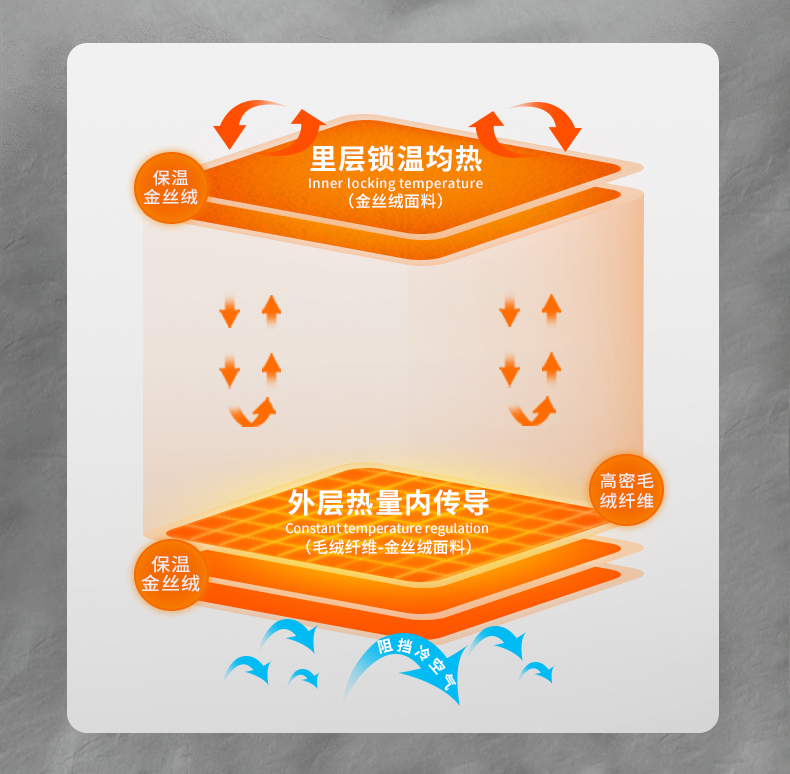 里层锁温均热
Inner locking temperature
（金丝绒面料）
保温
金丝绒
高密毛
绒纤维
外层热量内传导
Constant temperature regulation
（毛绒纤维-金丝绒面料）
保温
金丝绒
阻挡冷空气